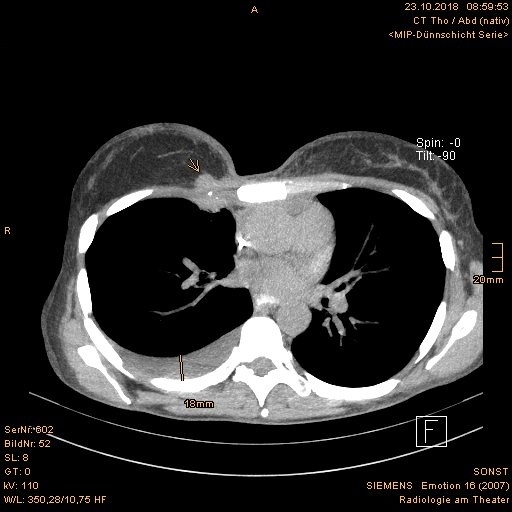 A
23.10.2018 08:59:53
CT Tho / Abd (nativ)
<MIP-Dünnschicht Serie>
Spin: -0
Tilt: -90
R
20mm
18mm
SerNr: 602
BildNr: 52
SL: 8
GT: 0
kV: 110
W/L: 350,28/10,75 HF
F
SONST
SIEMENS Emotion 16 (2007)
Radiologie am Theater